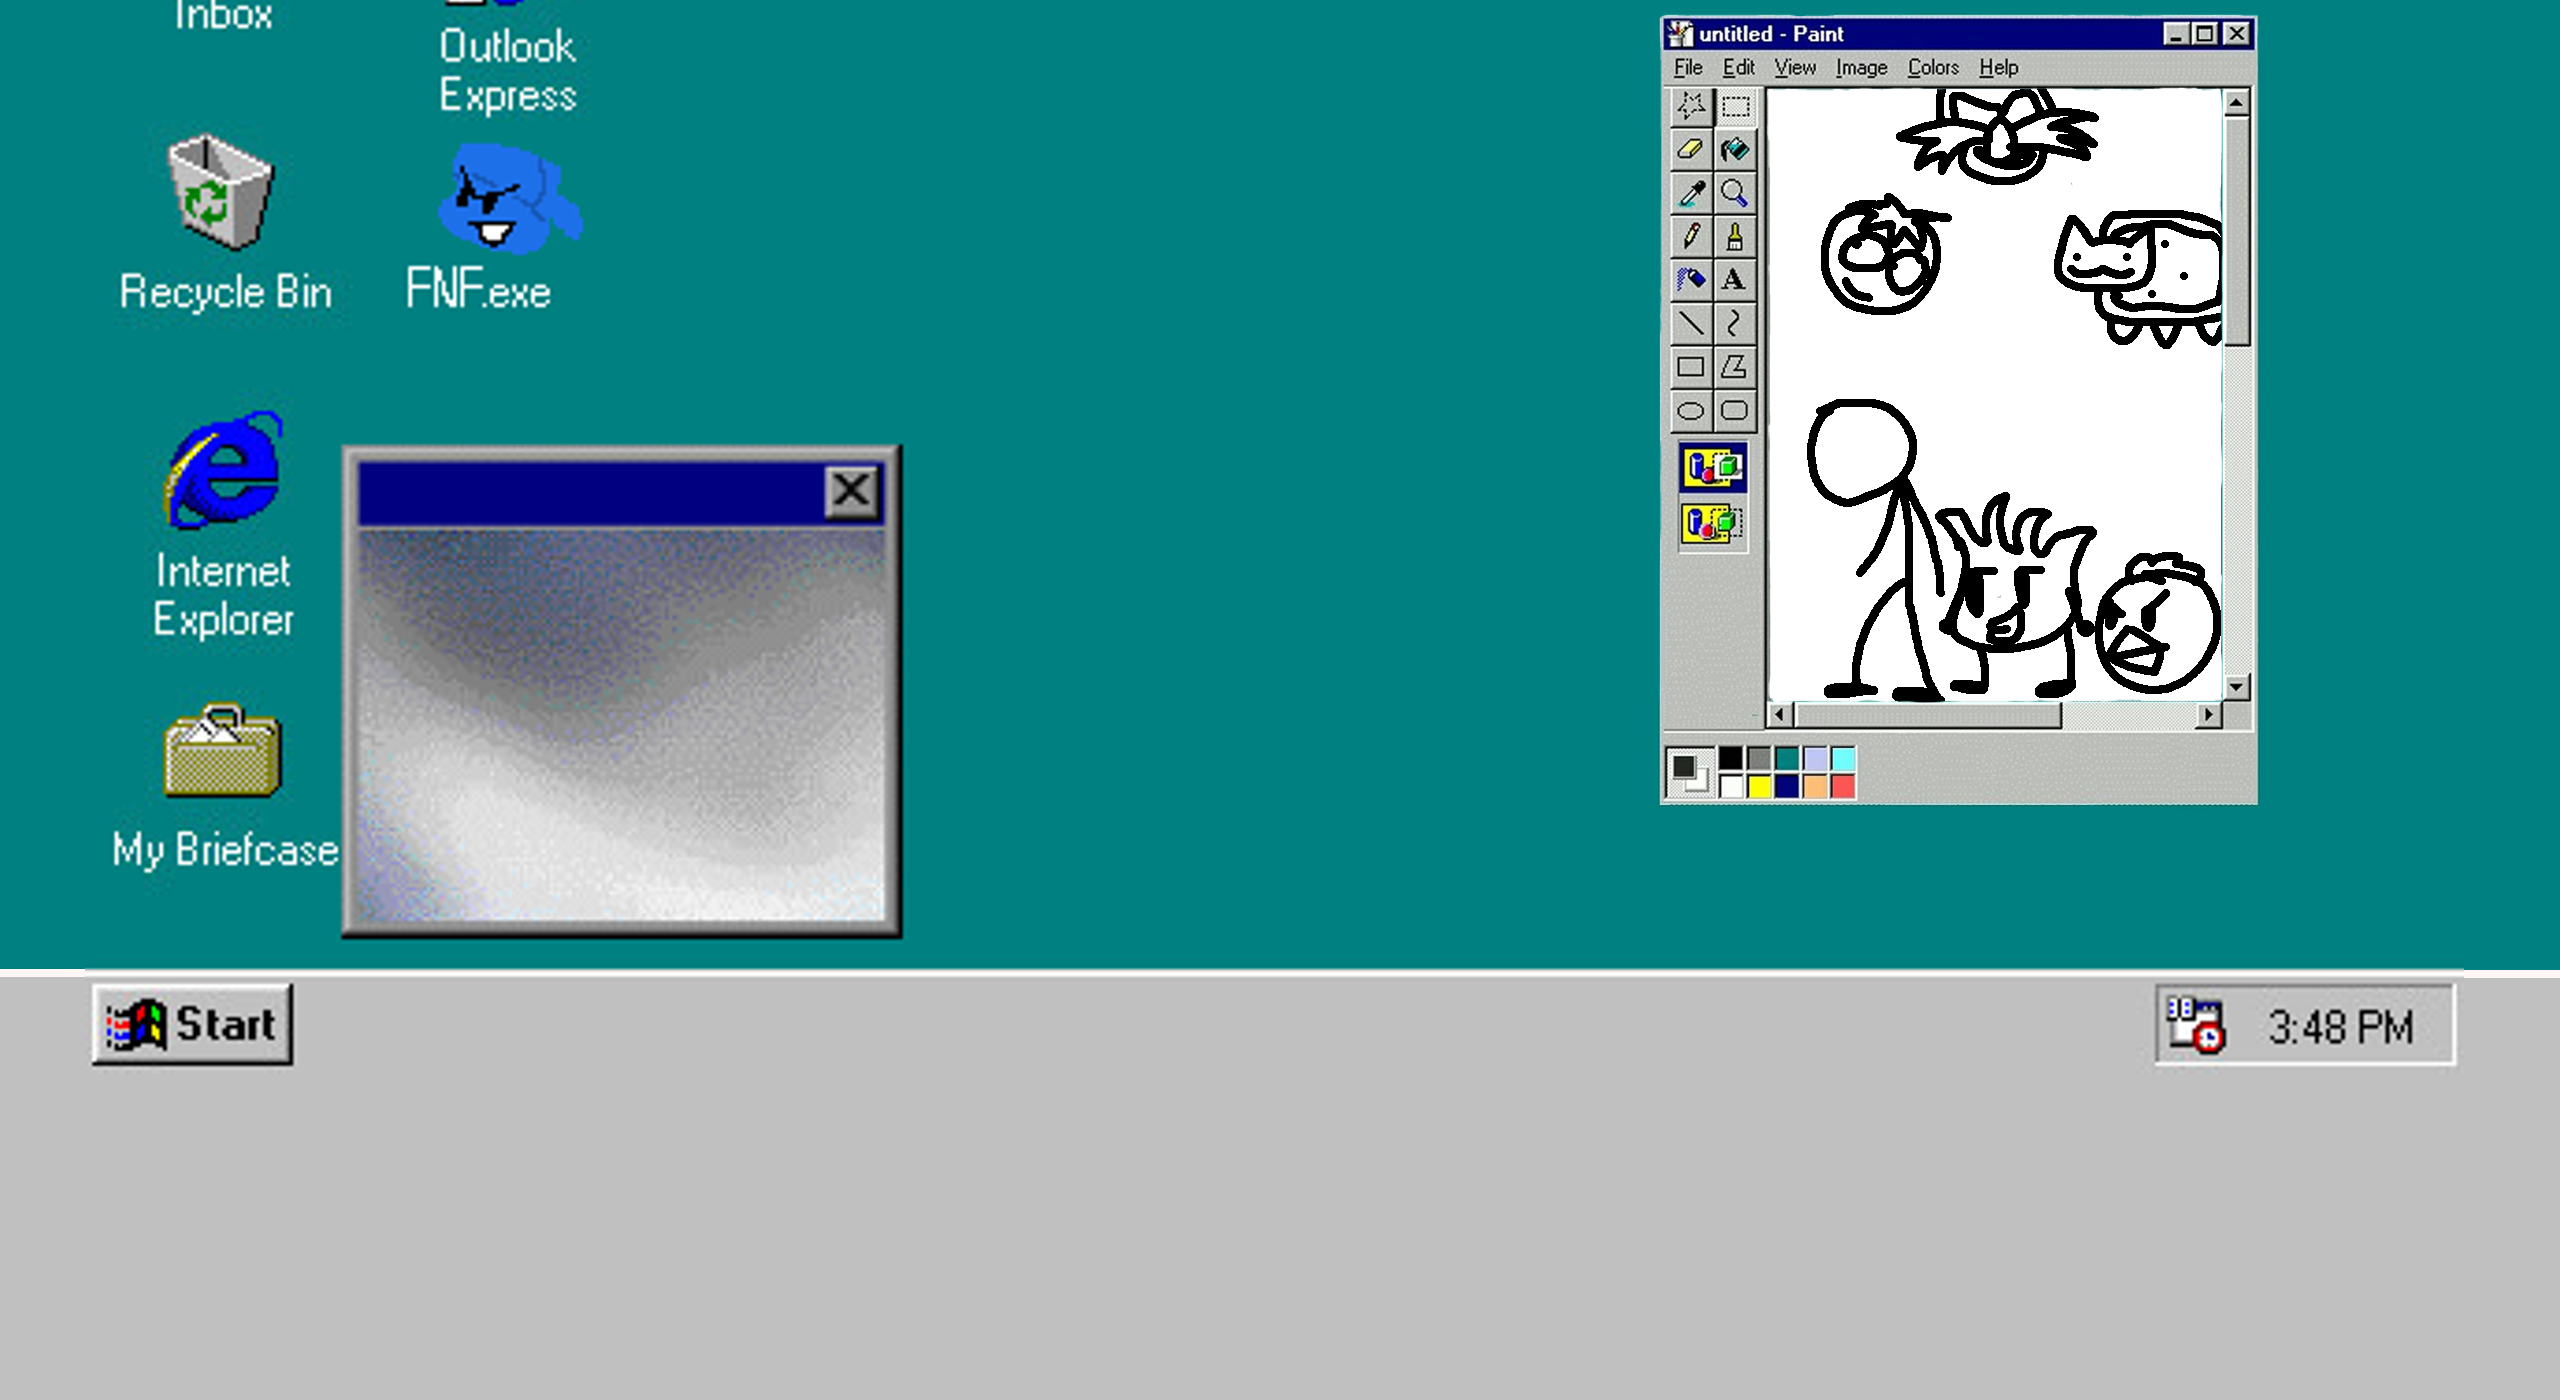 Inbox
Outlook
Express
Recycle Bin
FNF.exe
Internet
Explorer
My Briefcase
untitled - Paint
File Edit View Image Colors Help
A
Start
3:48 PM